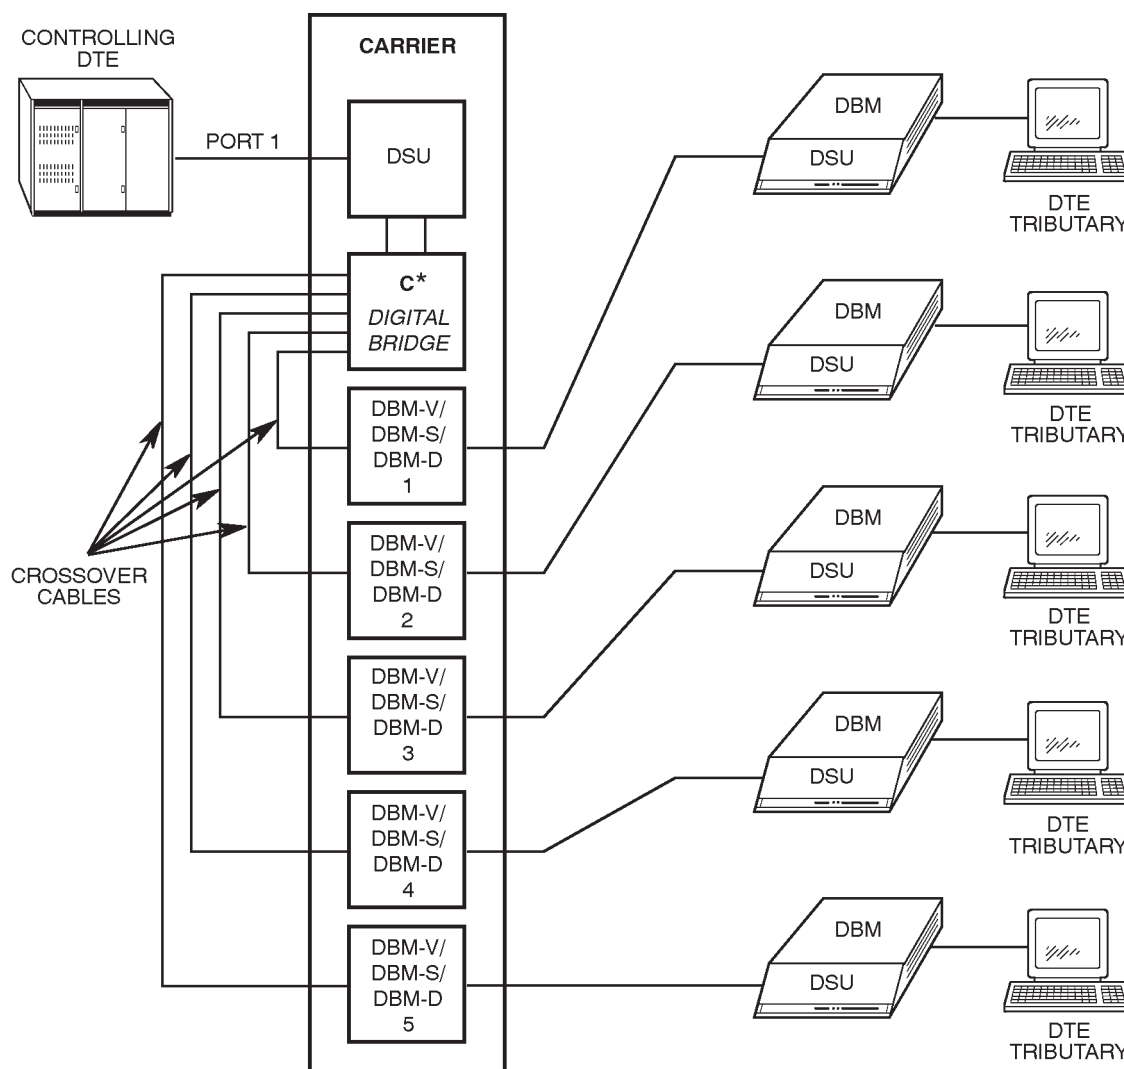 CONTROLLING
DTE
CARRIER
PORT 1
DSU
C*
DIGITAL
BRIDGE
DBM-V/
DBM-S/
DBM-D
1
DBM-V/
DBM-S/
DBM-D
2
DBM-V/
DBM-S/
DBM-D
3
DBM-V/
DBM-S/
DBM-D
4
DBM-V/
DBM-S/
DBM-D
5
CROSSOVER
CABLES
DBM
DSU
DTE
TRIBUTARY
DBM
DSU
DTE
TRIBUTARY
DBM
DSU
DTE
TRIBUTARY
DBM
DSU
DTE
TRIBUTARY
DBM
DSU
DTE
TRIBUTARY